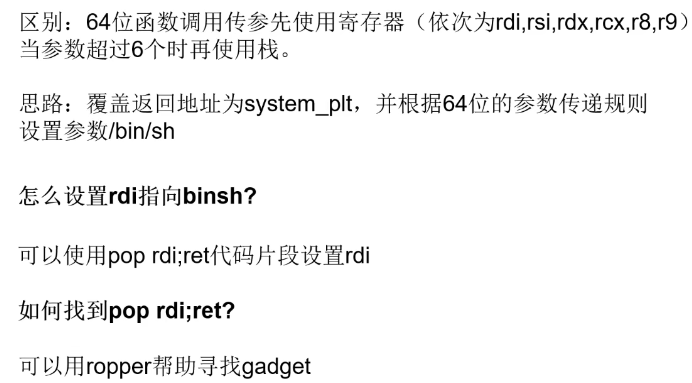 区别：64位函数调用传参先使用寄存器（依次为rdi,rsi,rdx,rcx,r8,r9）
当参数超过6个时再使用栈。
思路：覆盖返回地址为system_plt，并根据64位的参数传递规则
设置参数/bin/sh
怎么设置rdi指向binsh?
可以使用pop rdi;ret代码片段设置rdi
如何找到pop rdi;ret?
可以用ropper帮助寻找gadget